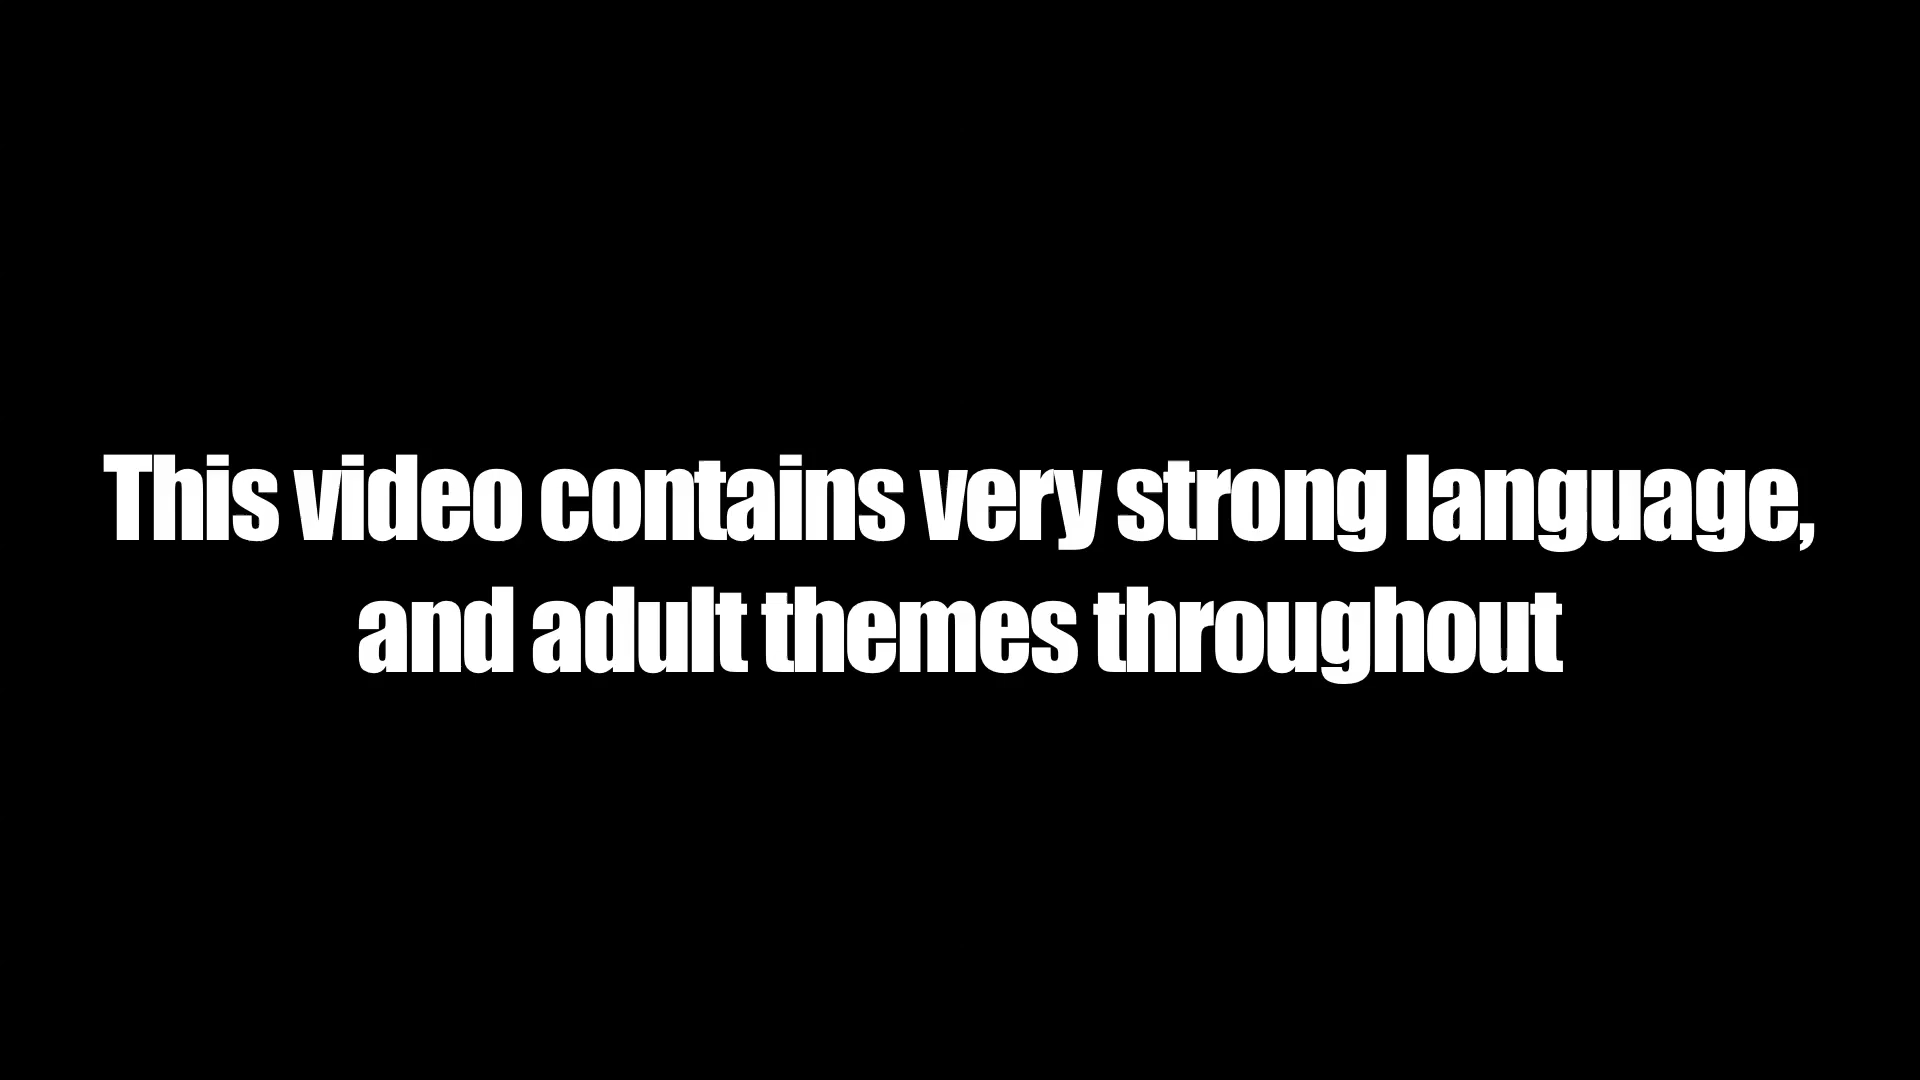 This video contains very strong language,
and adult themes throughout